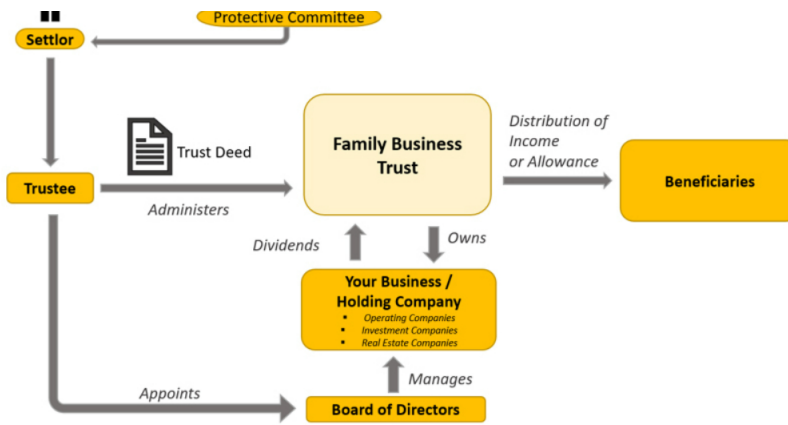 Protective Committee
Settlor
Trust Deed
Family Business
Trust
Distribution of
Income
or Allowance
Trustee
Beneficiaries
Administers
Dividends
Owns
Your Business /
Holding Company
▪ Operating Companies
▪ Investment Companies
▪ Real Estate Companies
Appoints
Manages
Board of Directors